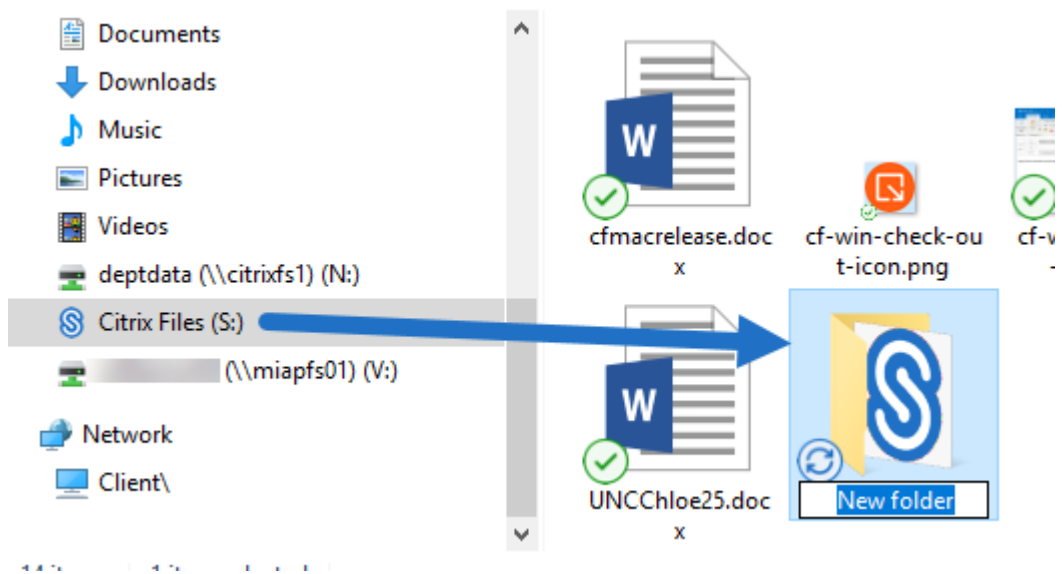 Documents
Downloads
Music
Pictures
Videos
deptdata (\\citrixfs1) (N:)
Citrix Files (S:)
(\\miapfs01) (V:)
Network
Client\
W
cfmacrelease.doc
x
cf-win-check-ou
t-icon.png
cf-
W
UNCChloe25.doc
x
New folder